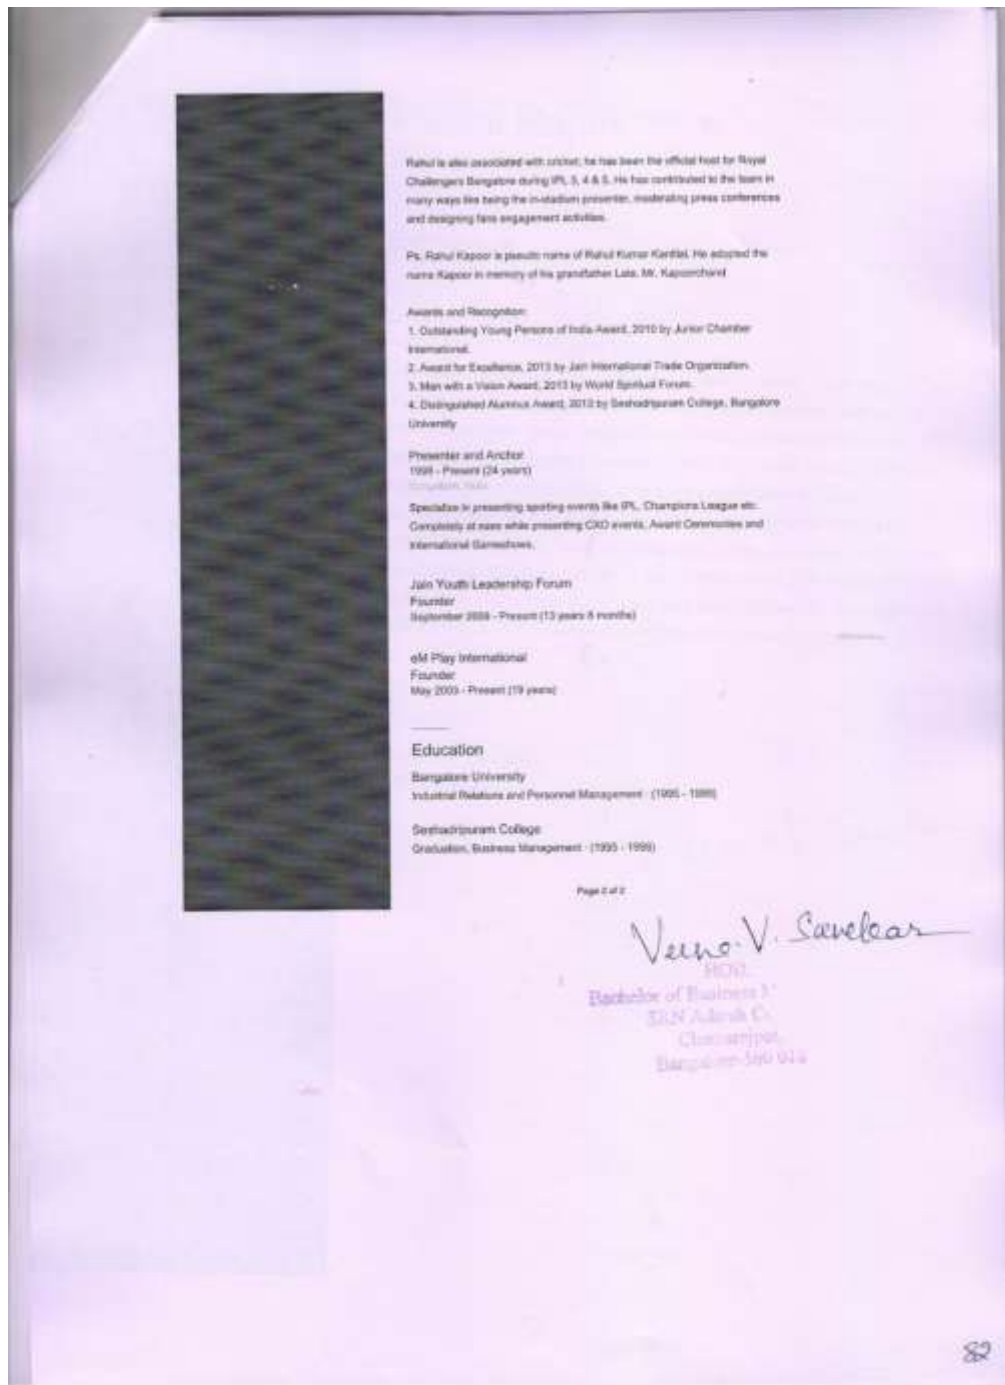 Rahul is also associated with cricket, he has been the official host for Royal
Challengers Bangalore during IPL 3, 4 & 5. He has contributed to the team in
many ways like being the in-stadium presenter, moderating press conferences
and designing fans engagement activities.
Ps. Rahul Kapoor is pseudo name of Rahul Kumar He adopted the
name Kapoor in memory of his grandfather Late. Mr. Kapoorchand
Awards and Recognition:
1. Outstanding Young Persons of India Award, 2010 by Junior Chamber
International.
2. Award for Excellence, 2013 by Jain International Trade Organization.
3. Man with a Vision Award, 2013 by World Spiritual Forum.
4. Distinguished Alumnus Award, 2013 by Seshadripuram College, Bangalore
University
Presenter and Anchor
1998 - Present (24 years)
Specialize in presenting sporting events like IPL, Champions League etc.
Completely at ease while presenting CXO events, Award Ceremonies and
International Gameshows.
Jain Youth Leadership Forum
Founder
September 2008 - Present (13 years 8 months)
eM Play International
Founder
May 2003 - Present (19 years)
Education
Bangalore University
Industrial Relations and Personnel Management · (1995 - 1999)
Seshadripuram College
Graduation, Business Management · (1995 - 1999)
Page 2 of 2
V.
HOD
Bachelor of Business
Bangalore-560
82